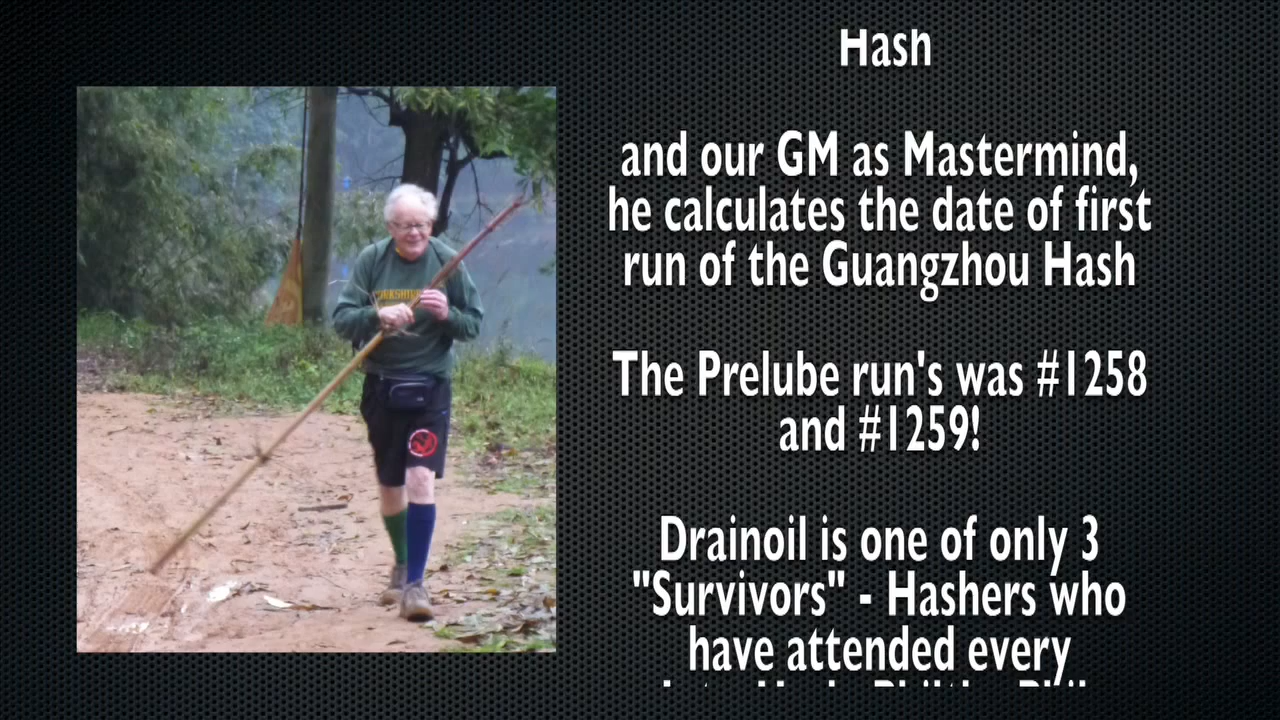 Hash
and our GM as Mastermind,
he calculates the date of first
run of the Guangzhou Hash
The Prelube run's was #1258
and #1259!
Drainoil is one of only 3
"Survivors" - Hashers who
have attended every